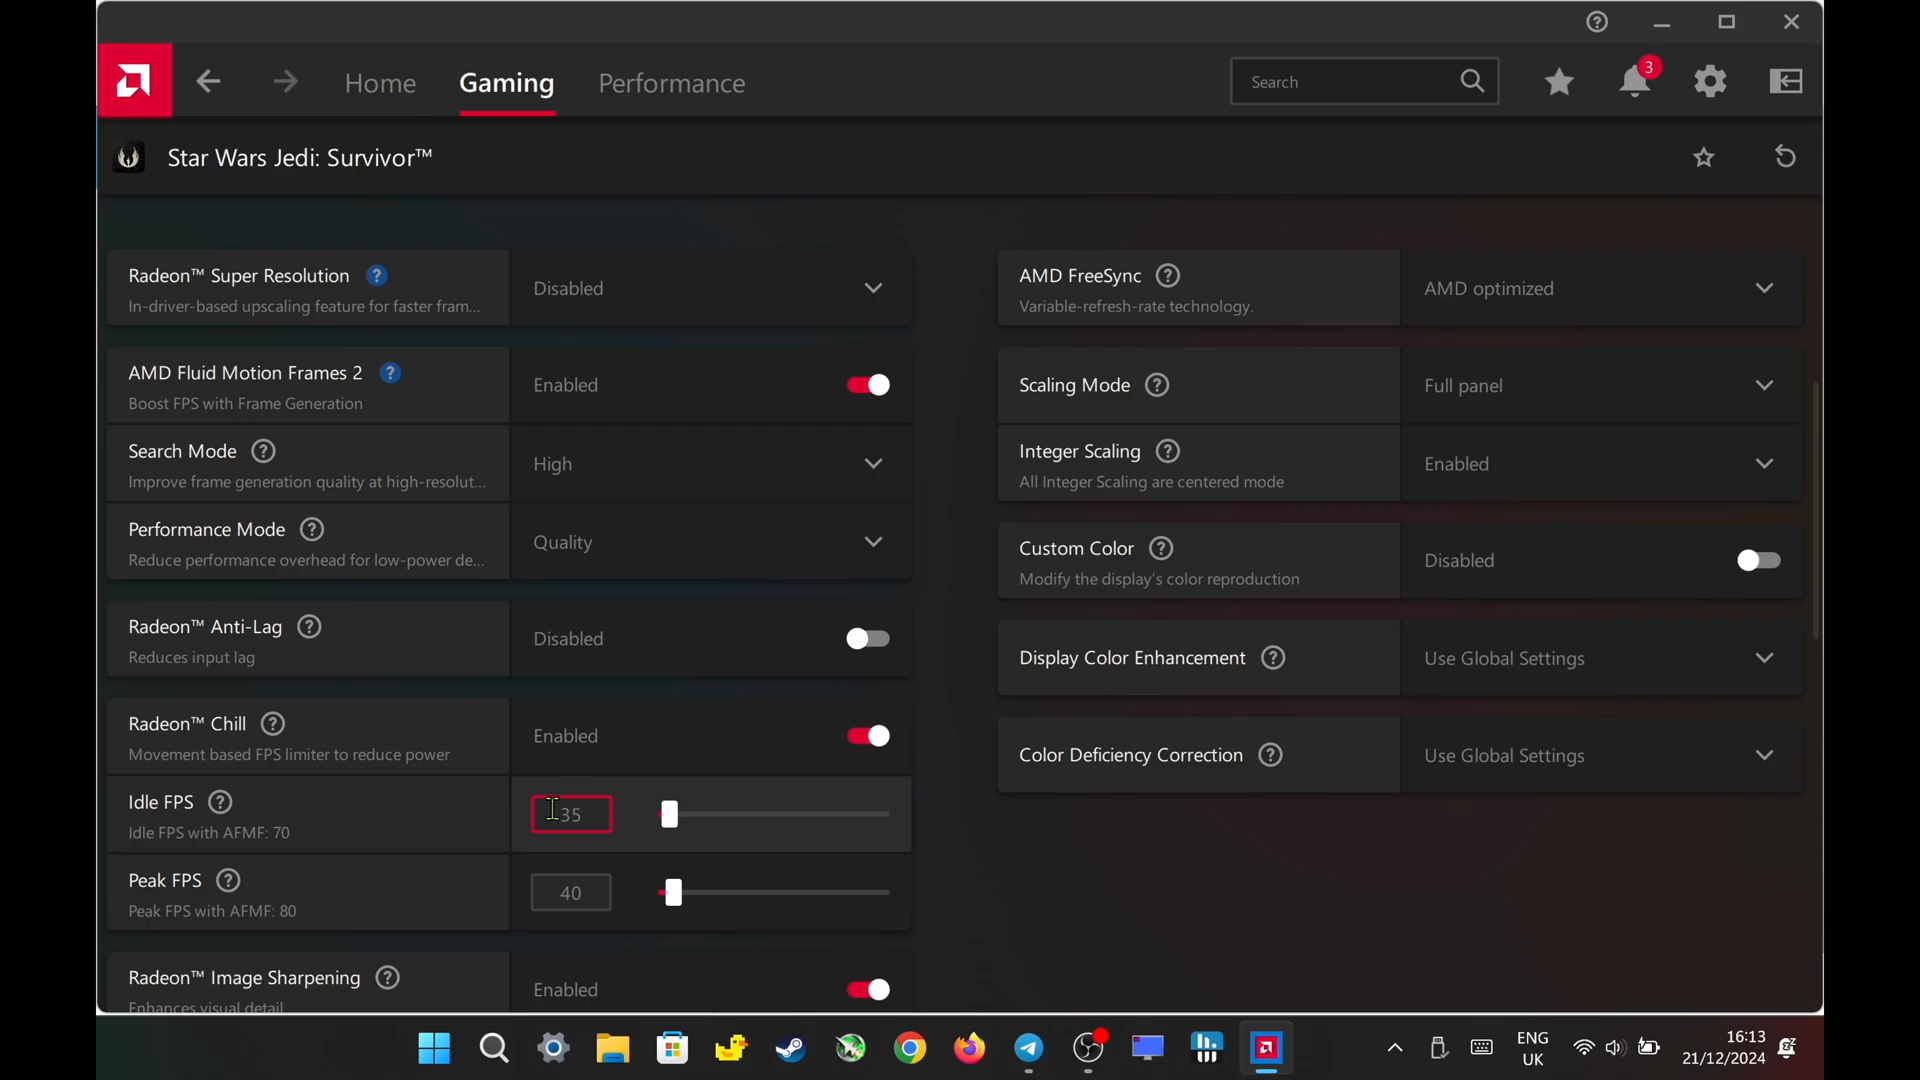 Home
Gaming
Performance
Search
3
Star Wars Jedi: Survivor™
Radeon™ Super Resolution
In-driver-based upscaling feature for faster fram...
Disabled
AMD Fluid Motion Frames 2
Boost FPS with Frame Generation
Enabled
Search Mode
Improve frame generation quality at high-resolut...
High
Performance Mode
Reduce performance overhead for low-power de...
Quality
Radeon™ Anti-Lag
Reduces input lag
Disabled
Radeon™ Chill
Movement based FPS limiter to reduce power
Enabled
Idle FPS
Idle FPS with AFMF: 70
35
Peak FPS
Peak FPS with AFMF: 80
40
Radeon™ Image Sharpening
Enhances visual detail
Enabled
AMD FreeSync
Variable-refresh-rate technology.
AMD optimized
Scaling Mode
Full panel
Integer Scaling
All Integer Scaling are centered mode
Enabled
Custom Color
Modify the display's color reproduction
Disabled
Display Color Enhancement
Use Global Settings
Color Deficiency Correction
Use Global Settings
ENG
UK
16:13
21/12/2024